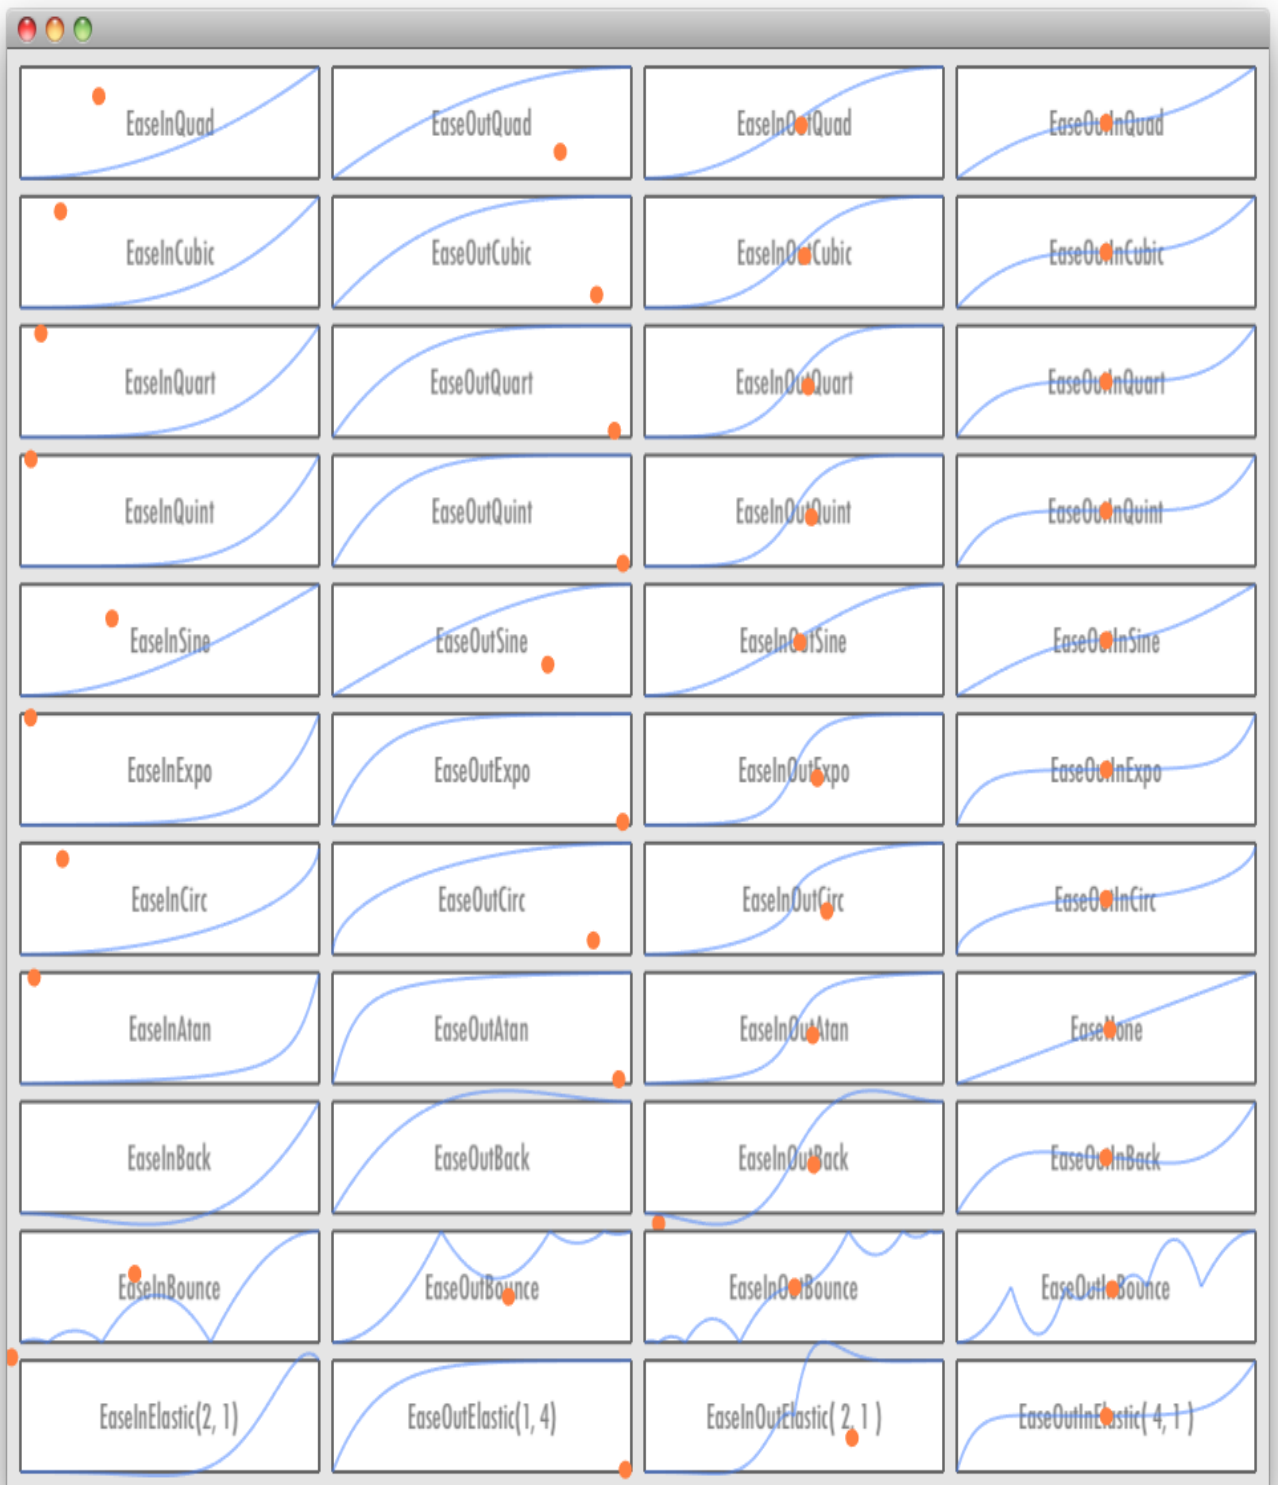 EaseInQuad
EaseOutQuad
EaseInOutQuad
EaseOutInQuad
EaseInCubic
EaseOutCubic
EaseInOutCubic
EaseOutInCubic
EaseInQuart
EaseOutQuart
EaseInOutQuart
EaseOutInQuart
EaseInQuint
EaseOutQuint
EaseInOutQuint
EaseOutInQuint
EaseInSine
EaseOutSine
EaseInOutSine
EaseOutInSine
EaseInExpo
EaseOutExpo
EaseInOutExpo
EaseOutInExpo
EaseInCirc
EaseOutCirc
EaseInOutCirc
EaseOutInCirc
EaseInAtan
EaseOutAtan
EaseInOutAtan
EaseNone
EaseInBack
EaseOutBack
EaseInOutBack
EaseOutInBack
EaseInBounce
EaseOutBounce
EaseInOutBounce
EaseOutInBounce
EaseInElastic(2, 1)
EaseOutElastic(1, 4)
EaseInOutElastic( 2, 1 )
EaseOutInElastic( 4, 1 )